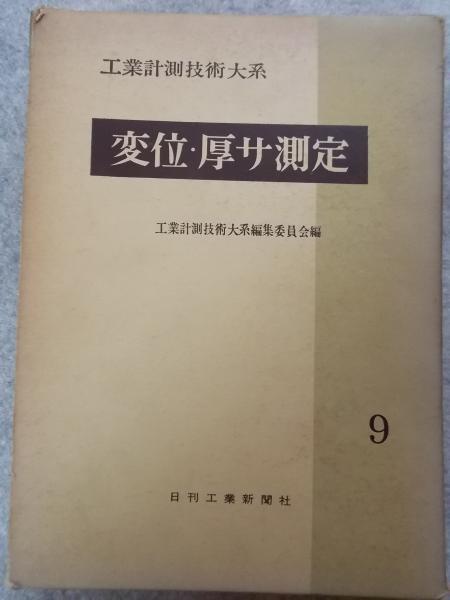 工業計測技術大系
変位·厚サ測定
工業計測技術大系編集委員会編
9
日刊工業新聞社